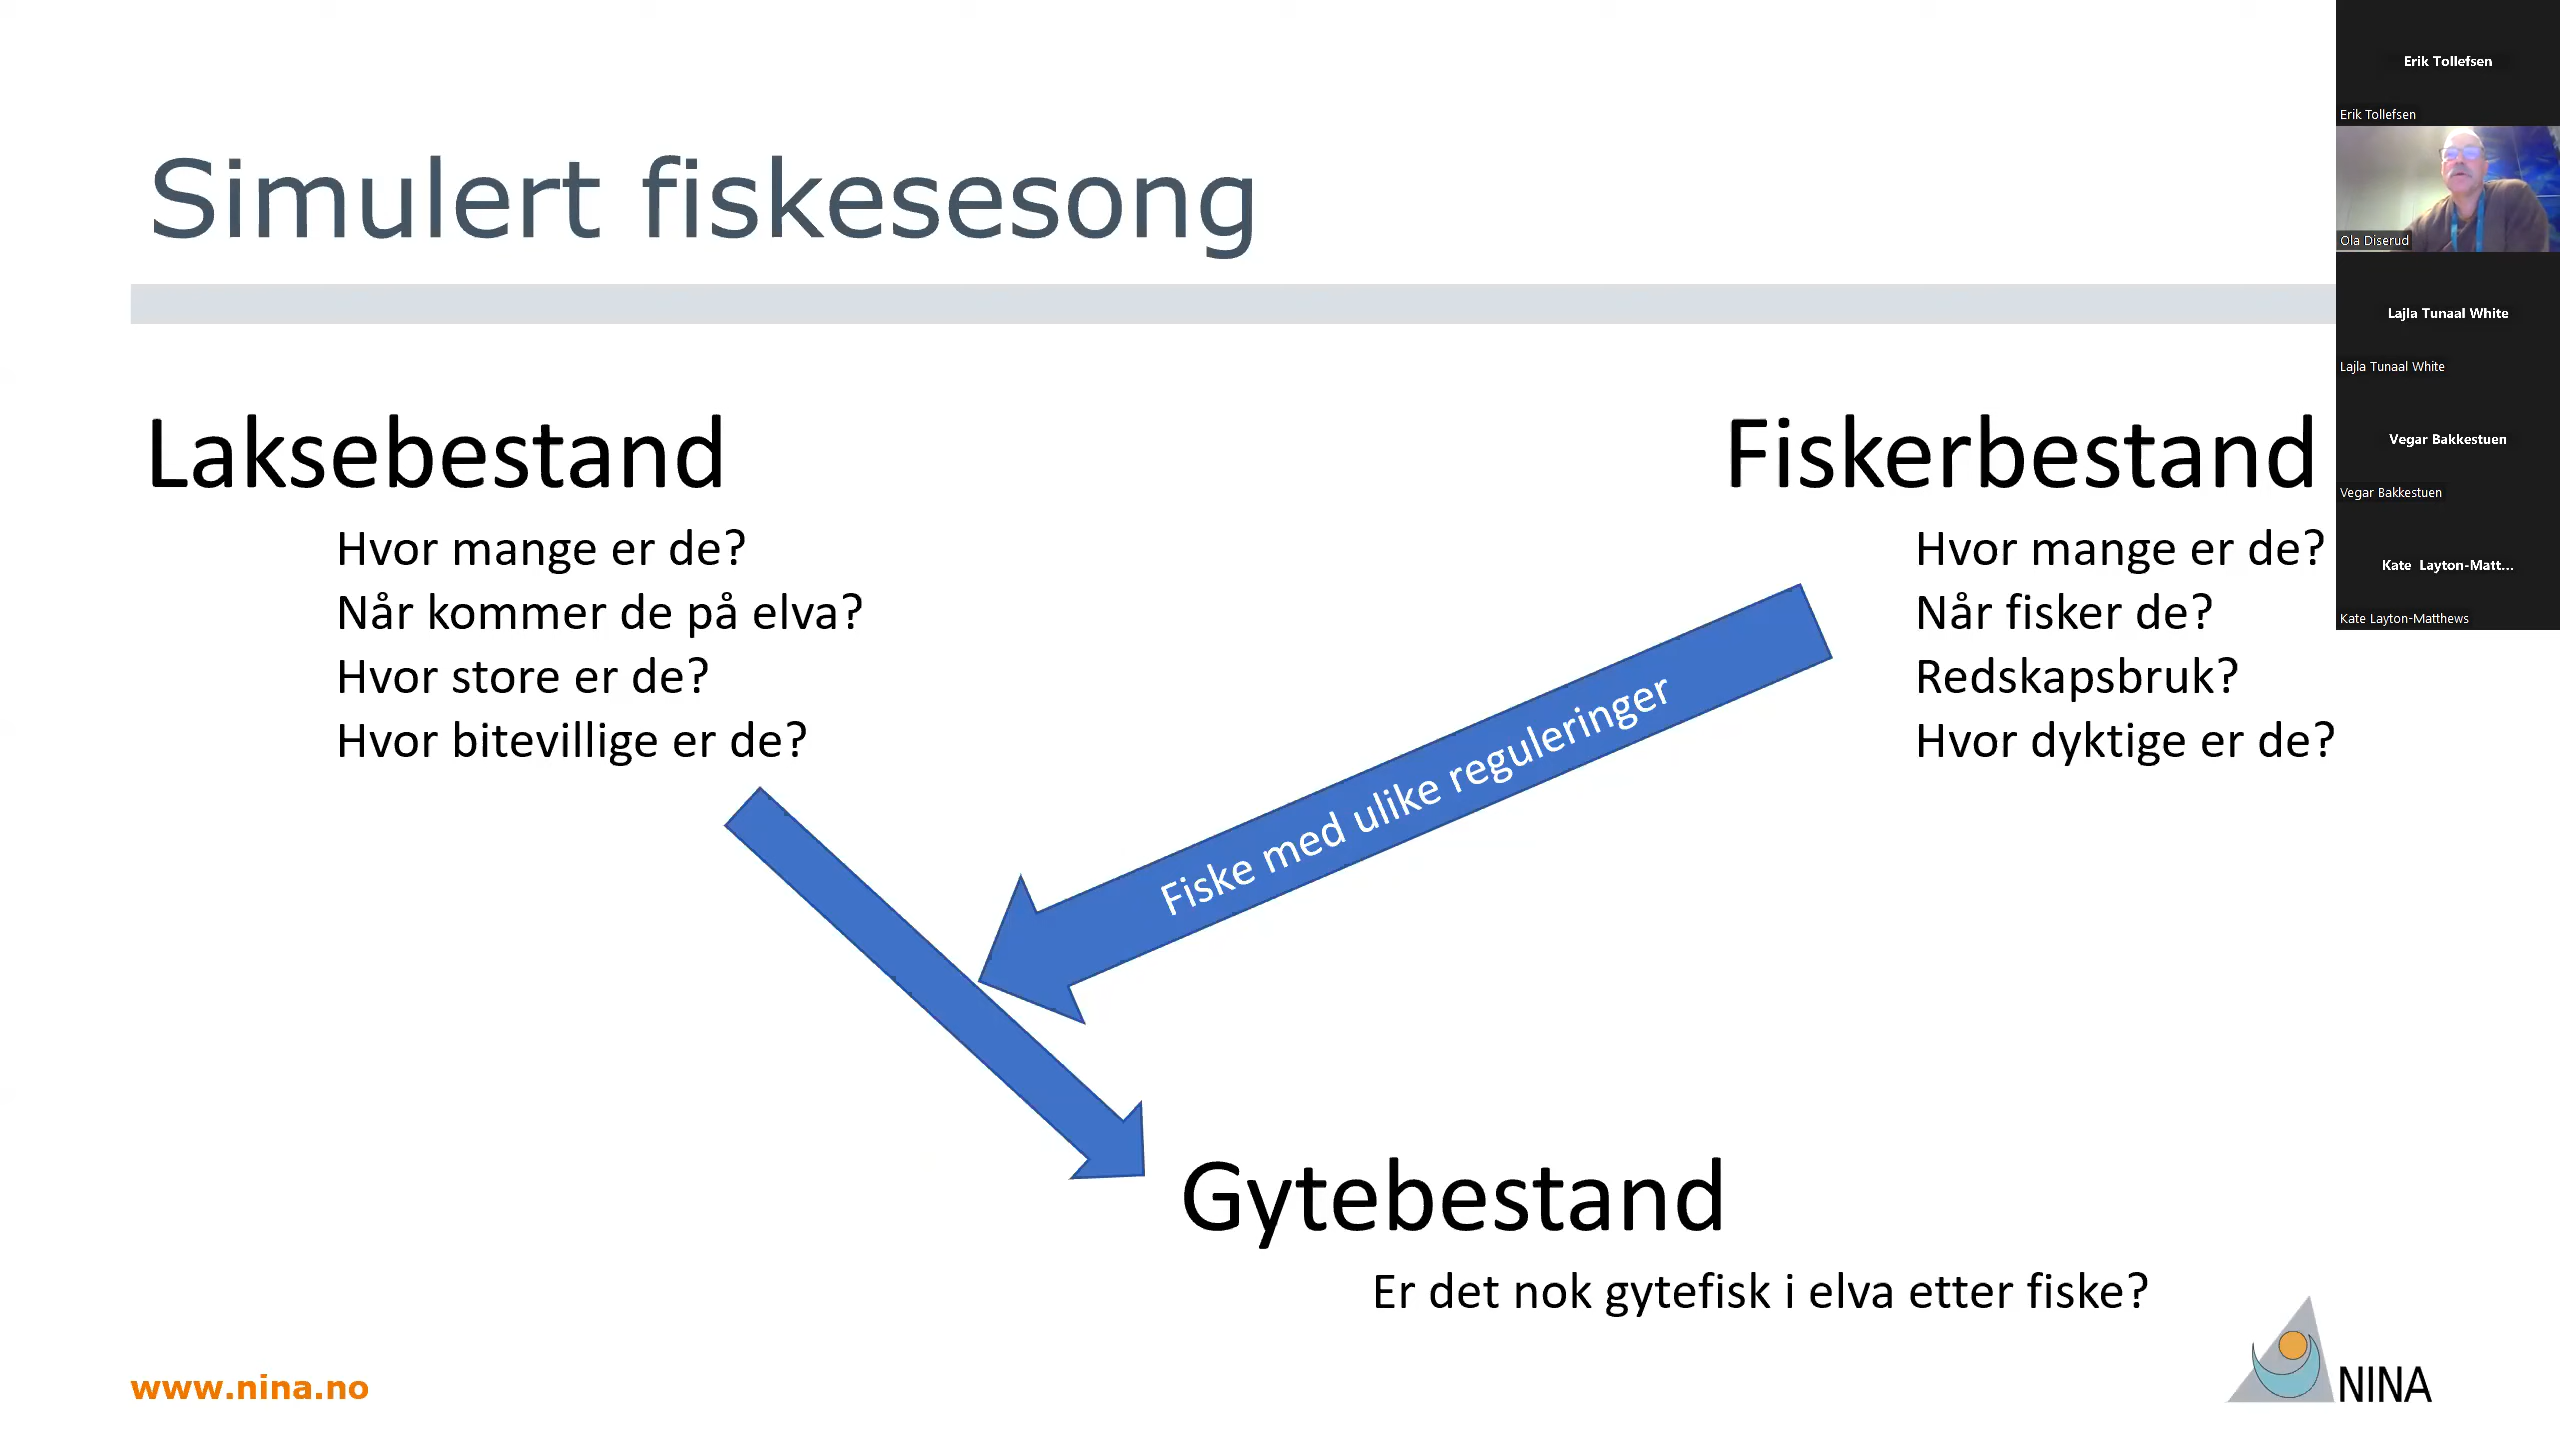 Simulert fiskesesong
Laksebestand
Hvor mange er de?
Når kommer de på elva?
Hvor store er de?
Hvor bitevillige er de?
Fiskerbestand
Hvor mange er de?
Når fisker de?
Redskapsbruk?
Hvor dyktige er de?
Fiske med ulike reguleringer
Gytebestand
Er det nok gytefisk i elva etter fiske?
www.nina.no
NINA
Erik Tollefsen
Erik Tollefsen
Ola Diserud
Lajla Tunaal White
Lajla Tunaal White
Vegar Bakkestuen
Vegar Bakkestuen
Kate Layton-Matt...
Kate Layton-Matthews